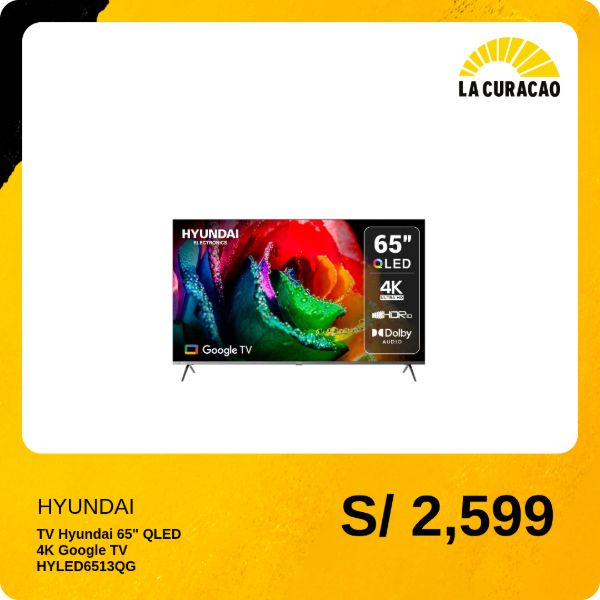 LA CURACAO
HYUNDAI
ELECTRONICS
65"
QLED
4K
ULTRA HD
HDR10
Dolby
AUDIO
Google TV
HYUNDAI
TV Hyundai 65" QLED
4K Google TV
HYLED6513QG
S/ 2,599